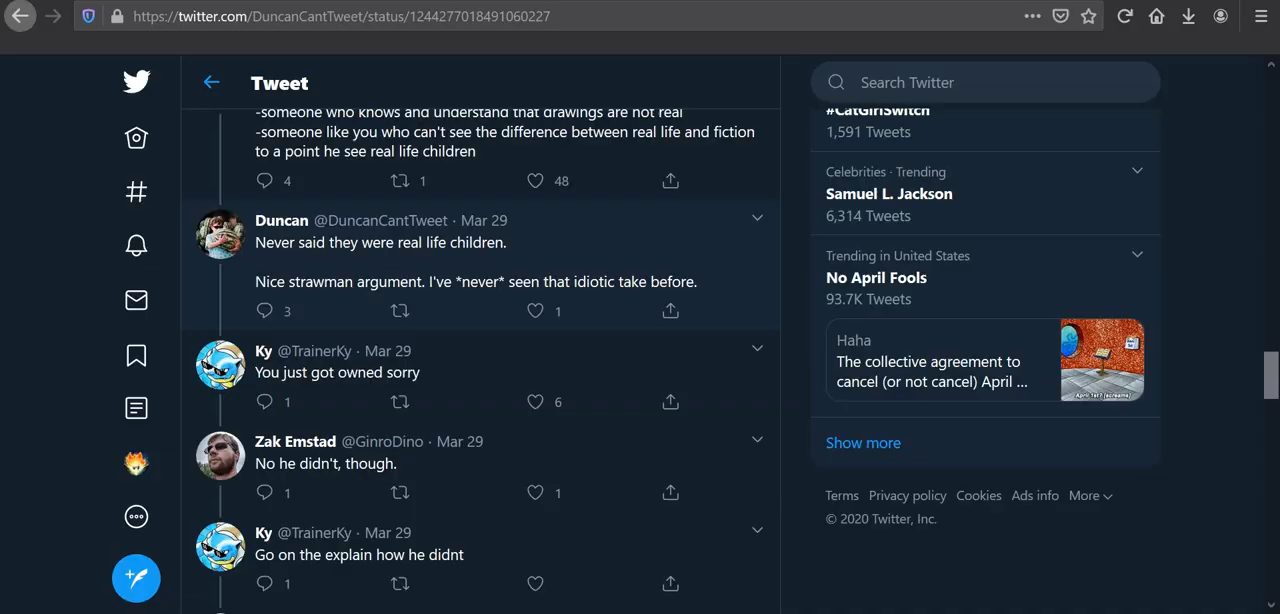 https://twitter.com/DuncanCantTweet/status/1244277018491060227
Tweet
Search Twitter
-someone who knows and understand that drawings are not real
-someone like you who can't see the difference between real life and fiction
to a point he see real life children
4 1 48
Duncan @DuncanCantTweet · Mar 29
Never said they were real life children.
Nice strawman argument. I've *never* seen that idiotic take before.
3 1
Ky @TrainerKy · Mar 29
You just got owned sorry
1 6
Zak Emstad @GinroDino · Mar 29
No he didn't, though.
1 1
Ky @TrainerKy · Mar 29
Go on the explain how he didnt
1
#CatGirlSwitch
1,591 Tweets
Celebrities · Trending
Samuel L. Jackson
6,314 Tweets
Trending in United States
No April Fools
93.7K Tweets
Haha
The collective agreement to
cancel (or not cancel) April ...
April 1st? [screams]
Show more
Terms Privacy policy Cookies Ads info More
© 2020 Twitter, Inc.